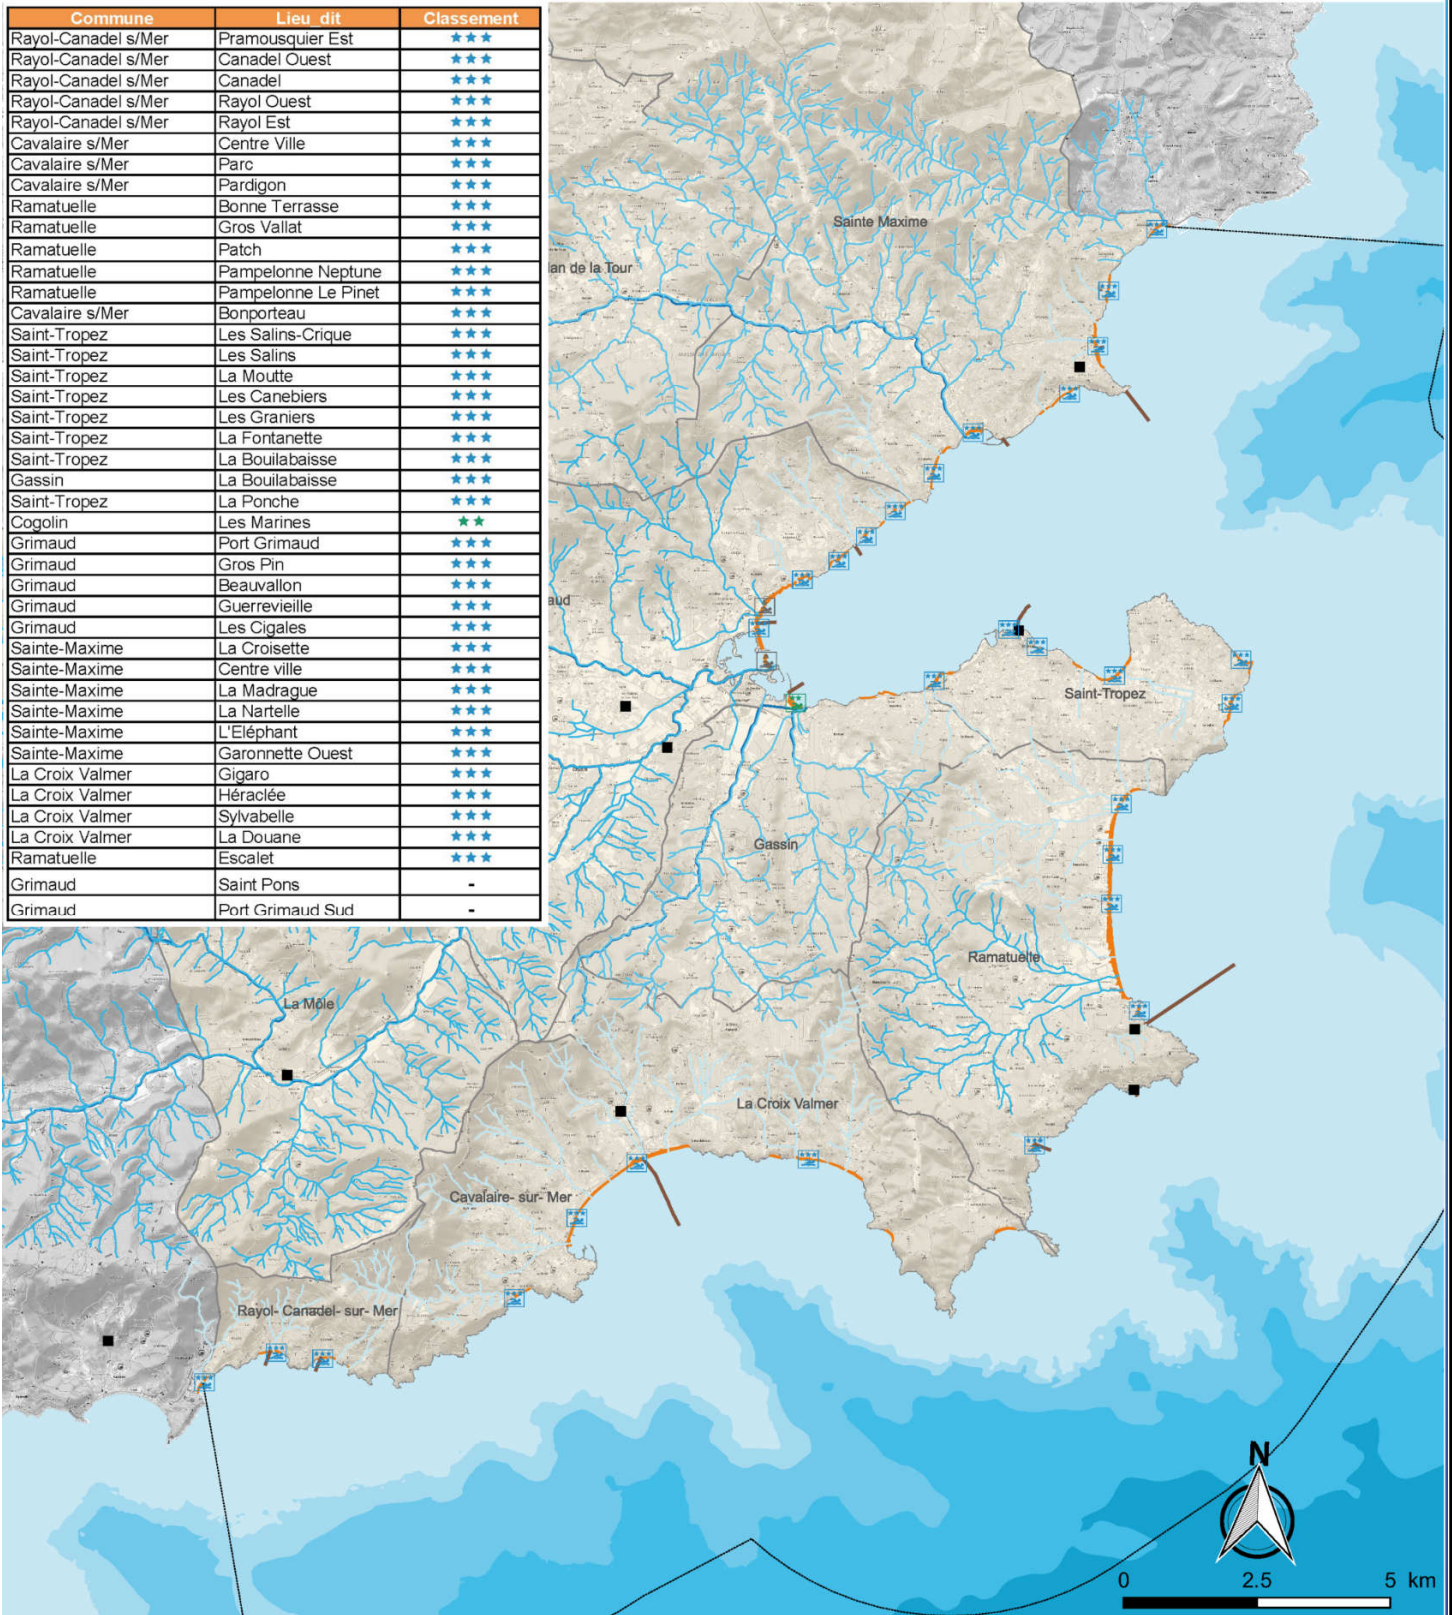 Commune Lieu_dit Classement
Rayol-Canadel s/Mer Pramousquier Est ★★★
Rayol-Canadel s/Mer Canadel Ouest ★★★
Rayol-Canadel s/Mer Canadel ★★★
Rayol-Canadel s/Mer Rayol Ouest ★★★
Rayol-Canadel s/Mer Rayol Est ★★★
Cavalaire s/Mer Centre Ville ★★★
Cavalaire s/Mer Parc ★★★
Cavalaire s/Mer Pardigon ★★★
Ramatuelle Bonne Terrasse ★★★
Ramatuelle Gros Vallat ★★★
Ramatuelle Patch ★★★
Ramatuelle Pampelonne Neptune ★★★
Ramatuelle Pampelonne Le Pinet ★★★
Cavalaire s/Mer Bonporteau ★★★
Saint-Tropez Les Salins-Crique ★★★
Saint-Tropez Les Salins ★★★
Saint-Tropez La Moutte ★★★
Saint-Tropez Les Canebiers ★★★
Saint-Tropez Les Graniers ★★★
Saint-Tropez La Fontanette ★★★
Saint-Tropez La Bouilabaisse ★★★
Gassin La Bouilabaisse ★★★
Saint-Tropez La Ponche ★★★
Cogolin Les Marines ★★
Grimaud Port Grimaud ★★★
Grimaud Gros Pin ★★★
Grimaud Beauvallon ★★★
Grimaud Guerrevieille ★★★
Grimaud Les Cigales ★★★
Sainte-Maxime La Croisette ★★★
Sainte-Maxime Centre ville ★★★
Sainte-Maxime La Madrague ★★★
Sainte-Maxime La Nartelle ★★★
Sainte-Maxime L'Eléphant ★★★
Sainte-Maxime Garonnette Ouest ★★★
La Croix Valmer Gigaro ★★★
La Croix Valmer Héraclée ★★★
La Croix Valmer Sylvabelle ★★★
La Croix Valmer La Douane ★★★
Ramatuelle Escalet ★★★
Grimaud Saint Pons -
Grimaud Port Grimaud Sud -
Sainte Maxime
lan de la Tour
aud
Saint-Tropez
Gassin
Ramatuelle
La Môle
La Croix Valmer
Cavalaire- sur- Mer
Rayol- Canadel- sur- Mer
N
0 2.5 5 km